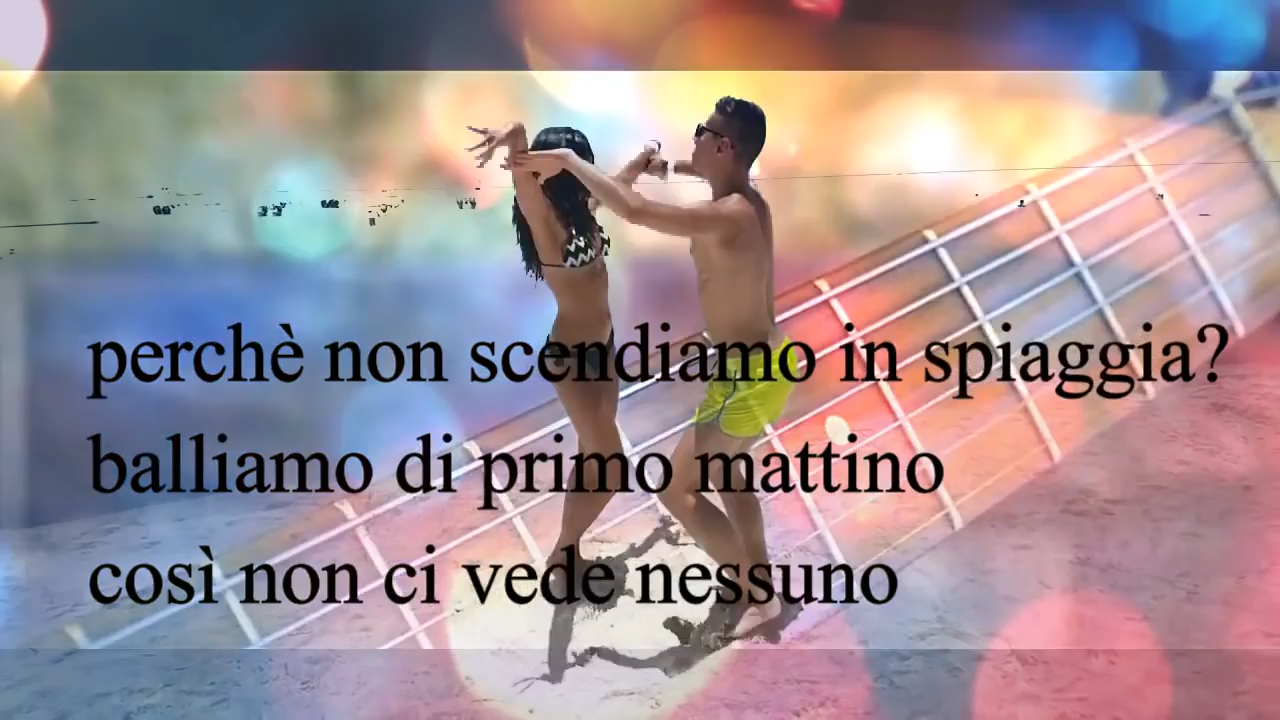 perchè non scendiamo in spiaggia?
balliamo di primo mattino
così non ci vede nessuno